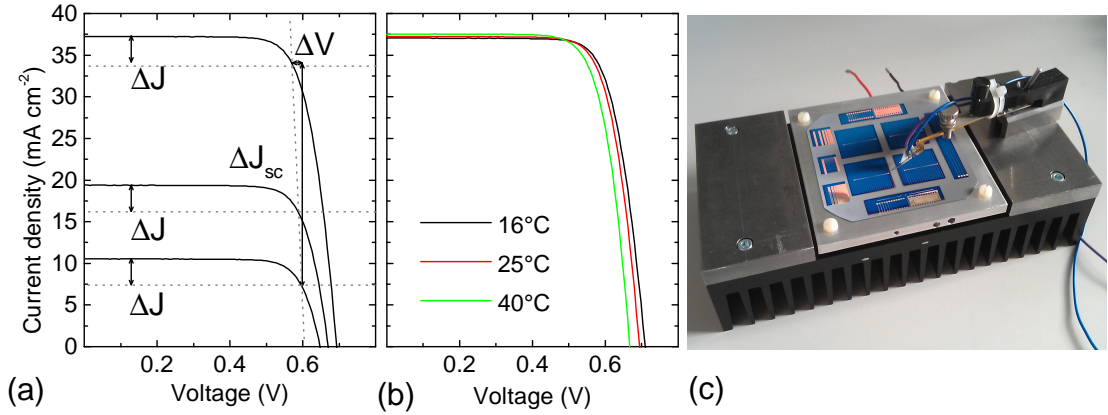 Current density (mA cm⁻²)
40
35
30
25
20
15
10
5
0
ΔJ
ΔV
ΔJsc
ΔJ
ΔJ
0.2 0.4 0.6
Voltage (V)
(a)
16°C
25°C
40°C
0.2 0.4 0.6
Voltage (V)
(b)
(c)